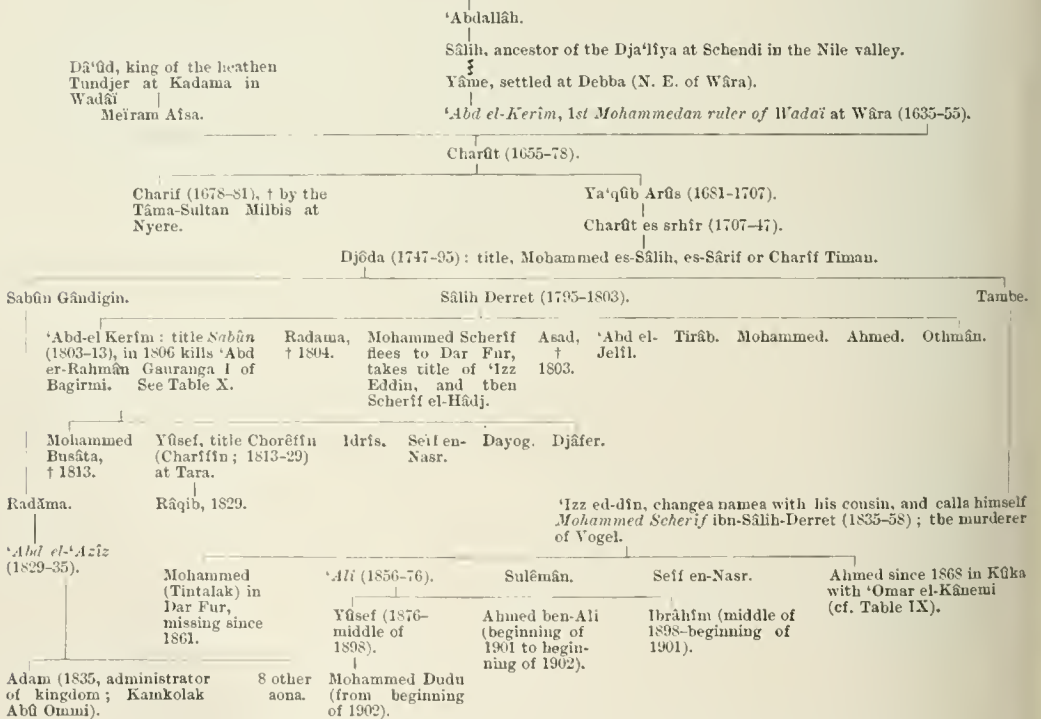 ‘Abdallâh.
Sâlih, ancestor of the Dja‘lîya at Schendi in the Nile valley.
Dâ‘ûd, king of the heathen
Tundjer at Kadama in
Wadâï
Meïram Aîsa.
Yâme, settled at Debba (N. E. of Wâra).
‘Abd el-Kerîm, 1st Mohammedan ruler of Wadaï at Wâra (1635–55).
Charût (1655–78).
Charif (1678–81), † by the
Tâma-Sultan Milbis at
Nyere.
Ya‘qûb Arûs (1681–1707).
Charût es srhîr (1707–47).
Djôda (1747–95) : title, Mohammed es-Sâlih, es-Sârif or Charîf Timan.
Sabûn Gândigin.
Sâlih Derret (1795–1803).
Tambe.
‘Abd-el Kerîm : title Sabûn
(1803–13), in 1806 kills ‘Abd
er-Rahmân Gauranga I of
Bagirmi. See Table X.
Radama,
† 1804.
Mohammed Scherîf
flees to Dar Fur,
takes title of ‘Izz
Eddin, and then
Scherîf el-Hâdj.
Asad,
†
1803.
‘Abd el-
Jelîl.
Tirâb.
Mohammed.
Ahmed.
Othmân.
Mohammed
Busâta,
† 1813.
Yûsef, title Chorêfîn
(Charîfîn ; 1813–29)
at Tara.
Idrîs.
Seîf en-
Nasr.
Dayog.
Djâfer.
Radăma.
Râqib, 1829.
‘Izz ed-dîn, changea namea with his cousin, and calla himself
Mohammed Scherif ibn-Sâlih-Derret (1835–58) ; the murderer
of Vogel.
‘Abd el-‘Azîz
(1829–35).
Mohammed
(Tintalak) in
Dar Fur,
missing since
1861.
‘Ali (1856–76).
Sulêmân.
Seîf en-Nasr.
Ahmed since 1868 in Kûka
with ‘Omar el-Kânemi
(cf. Table IX).
Yûsef (1876–
middle of
1898).
Ahmed ben-Ali
(beginning of
1901 to begin-
ning of 1902).
Ibrâhîm (middle of
1898–beginning of
1901).
Adam (1835, administrator
of kingdom ; Kamkolak
Abû Ommi).
8 other
aona.
Mohammed Dudu
(from beginning
of 1902).